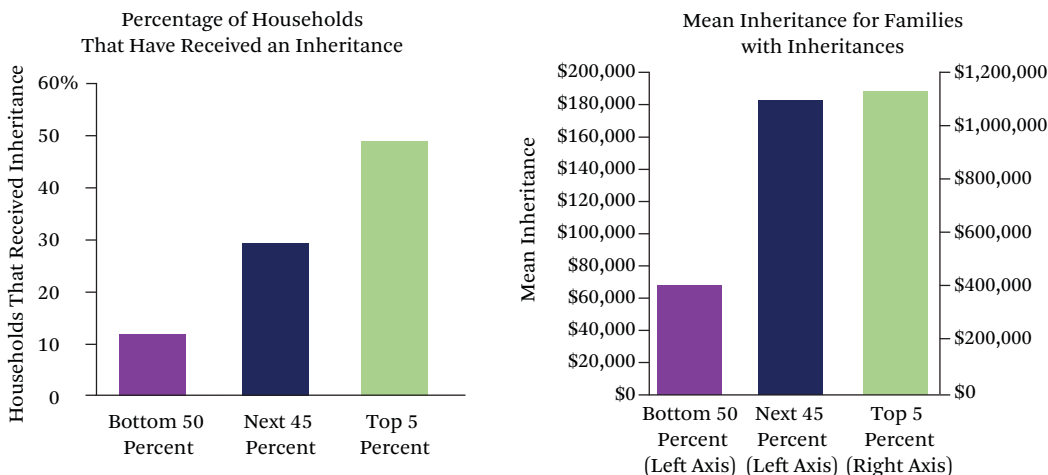 Percentage of Households
That Have Received an Inheritance
Households That Received Inheritance
60%
50
40
30
20
10
0
Bottom 50
Percent
Next 45
Percent
Top 5
Percent
Mean Inheritance for Families
with Inheritances
Mean Inheritance
$200,000
$180,000
$160,000
$140,000
$120,000
$100,000
$80,000
$60,000
$40,000
$20,000
$0
$1,200,000
$1,000,000
$800,000
$600,000
$400,000
$200,000
$0
Bottom 50
Percent
(Left Axis)
Next 45
Percent
(Left Axis)
Top 5
Percent
(Right Axis)